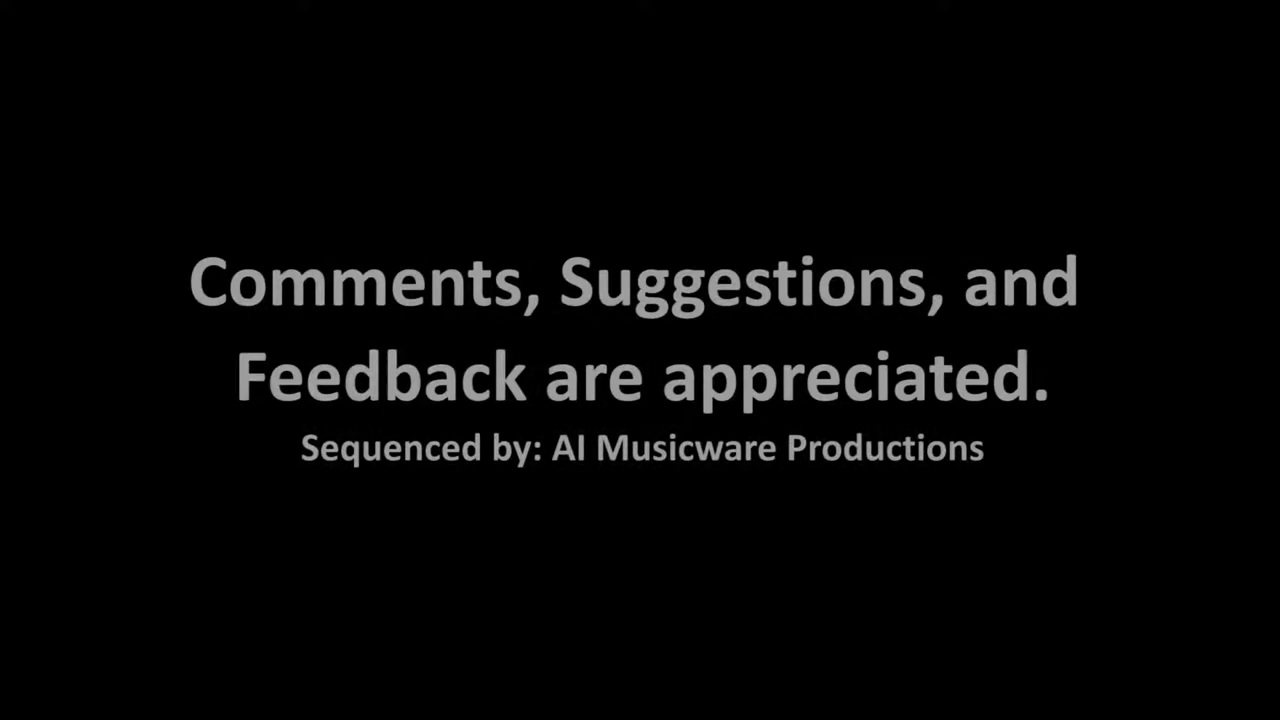 Comments, Suggestions, and
Feedback are appreciated.
Sequenced by: AI Musicware Productions